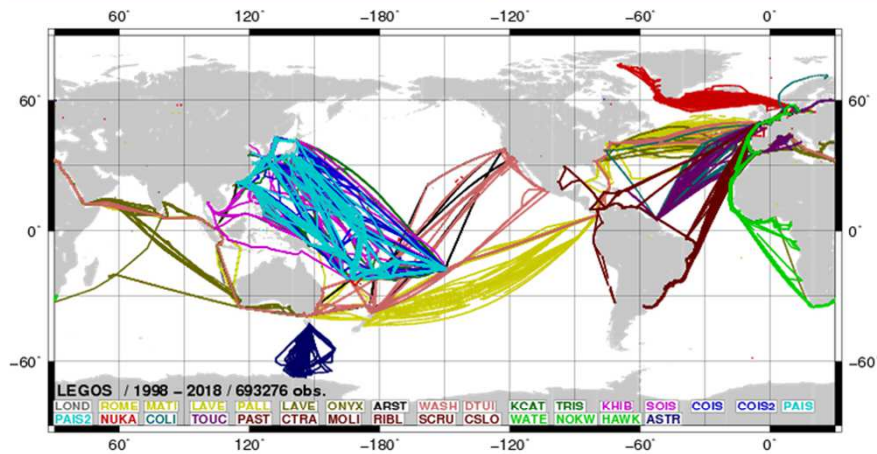 60° 120° −180° −120° −60° 0°
60° 60°
0° 0°
−60° −60°
LEGOS / 1998 − 2018 / 693276 obs.
LOND ROME MATI LAVE PALL LAVE ONYX ARST WASH DTUI KCAT TRIS KHIB SOIS COIS COIS2 PAIS
PAIS2 NUKA COLI TOUC PAST CTRA MOLI RIBL SCRU CSLO WATE NOKW HAWK ASTR
60° 120° −180° −120° −60° 0°